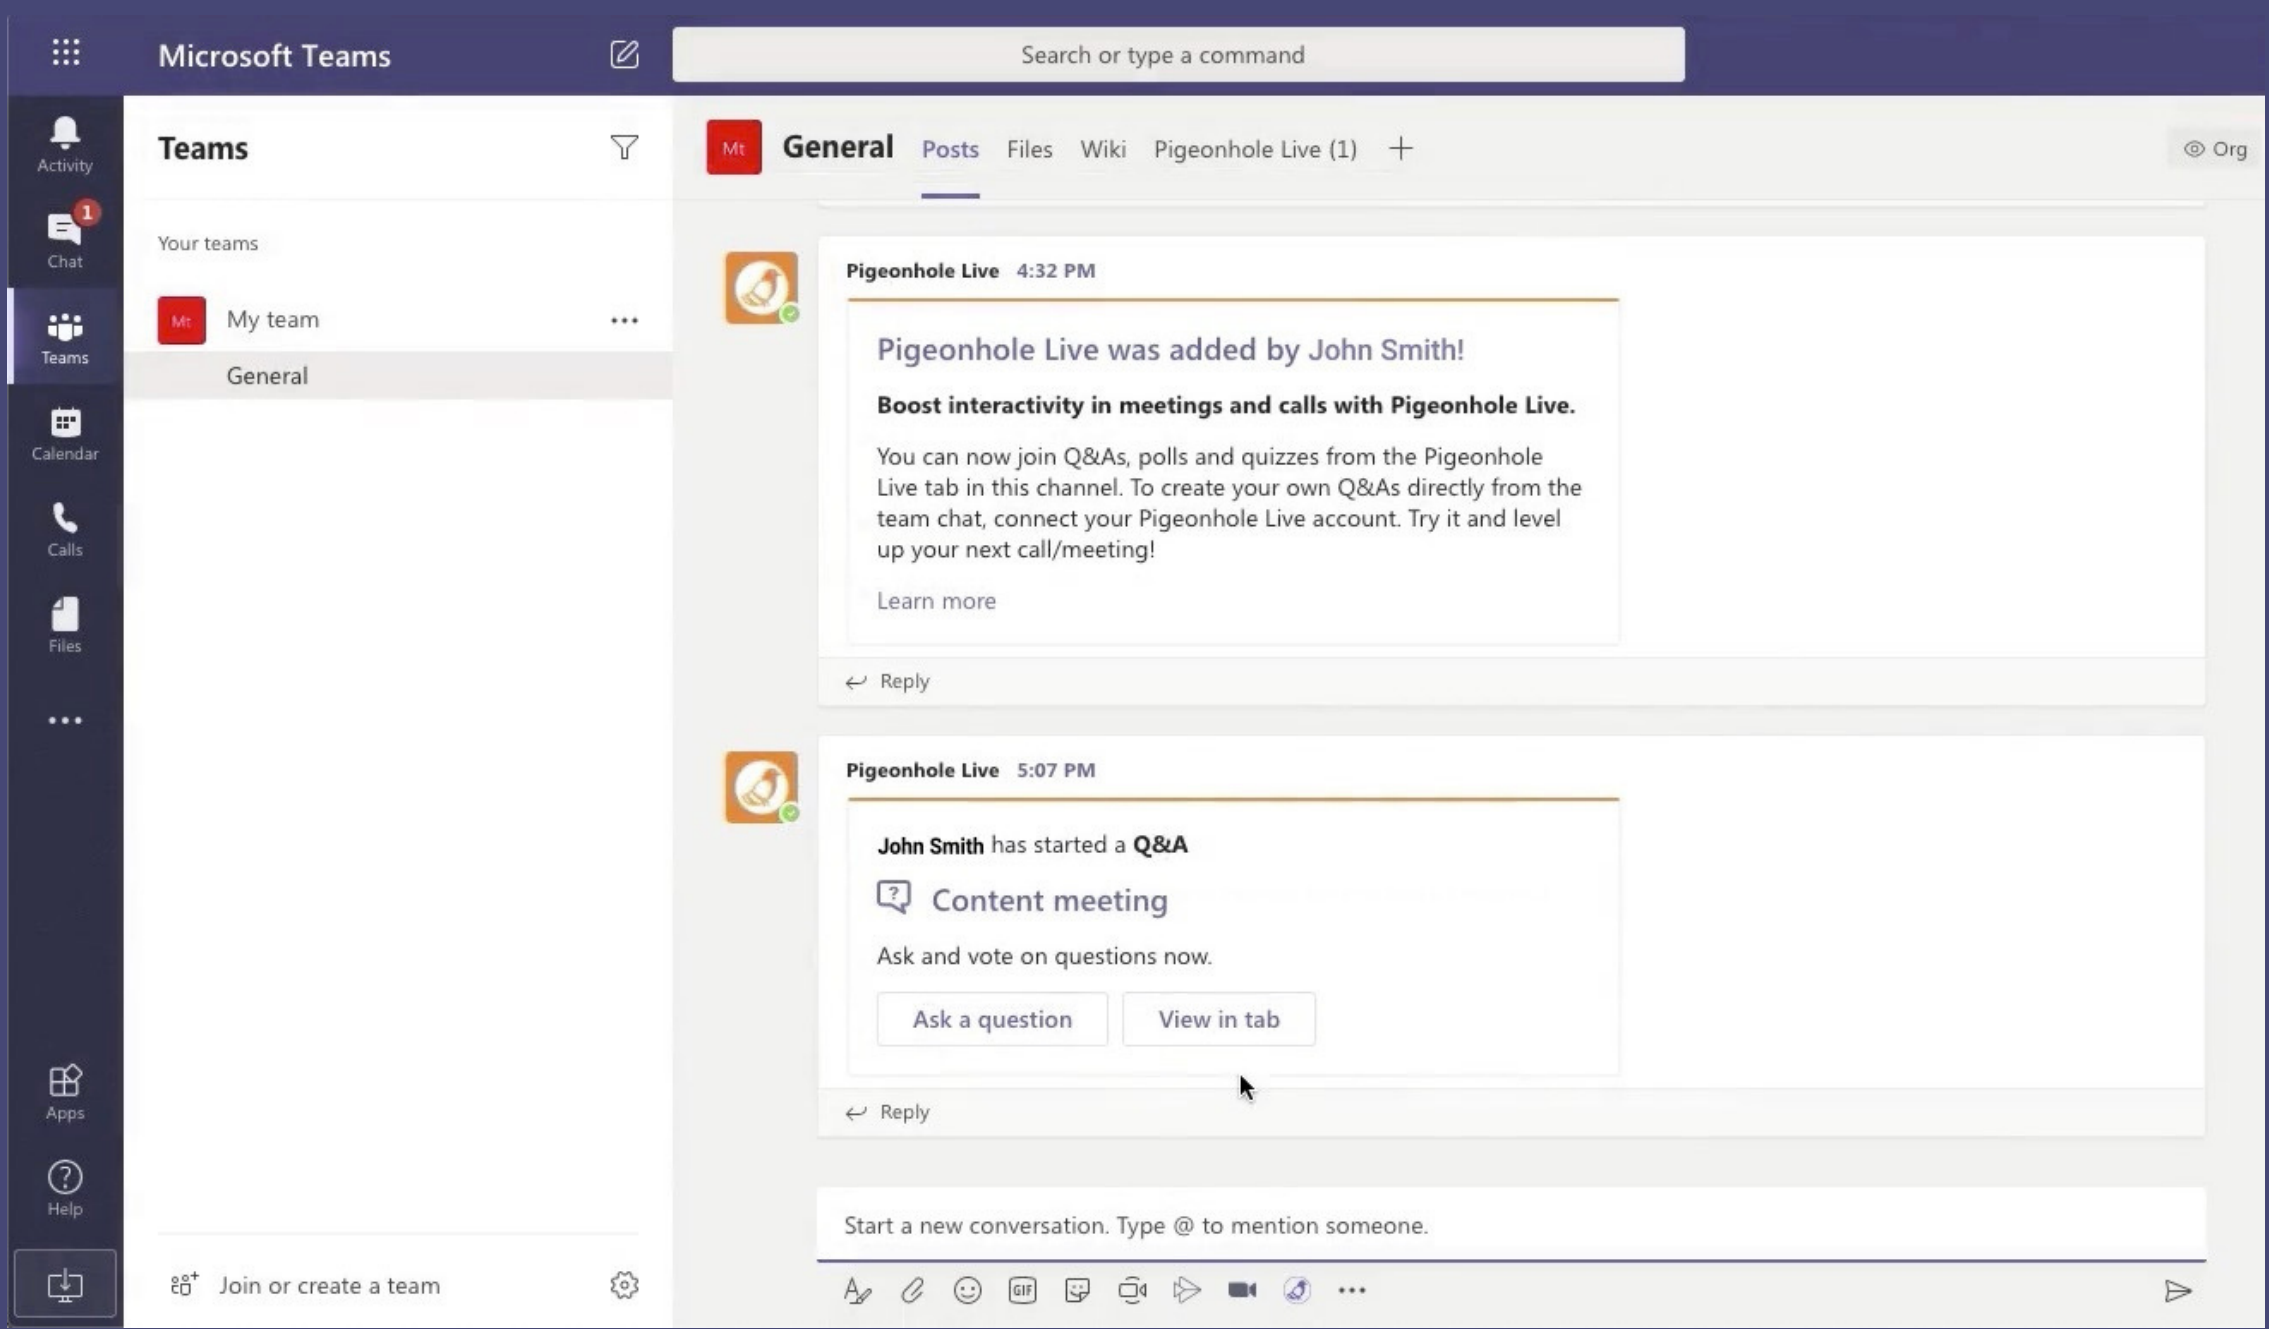 Microsoft Teams
Search or type a command
Activity
1
Chat
Teams
Calendar
Calls
Files
Apps
Help
Teams
Your teams
Mt
My team
General
Join or create a team
Mt
General
Posts
Files
Wiki
Pigeonhole Live (1)
Org
Pigeonhole Live 4:32 PM
Pigeonhole Live was added by John Smith!
Boost interactivity in meetings and calls with Pigeonhole Live.
You can now join Q&As, polls and quizzes from the Pigeonhole
Live tab in this channel. To create your own Q&As directly from the
team chat, connect your Pigeonhole Live account. Try it and level
up your next call/meeting!
Learn more
Reply
Pigeonhole Live 5:07 PM
John Smith has started a Q&A
Content meeting
Ask and vote on questions now.
Ask a question
View in tab
Reply
Start a new conversation. Type @ to mention someone.
GIF